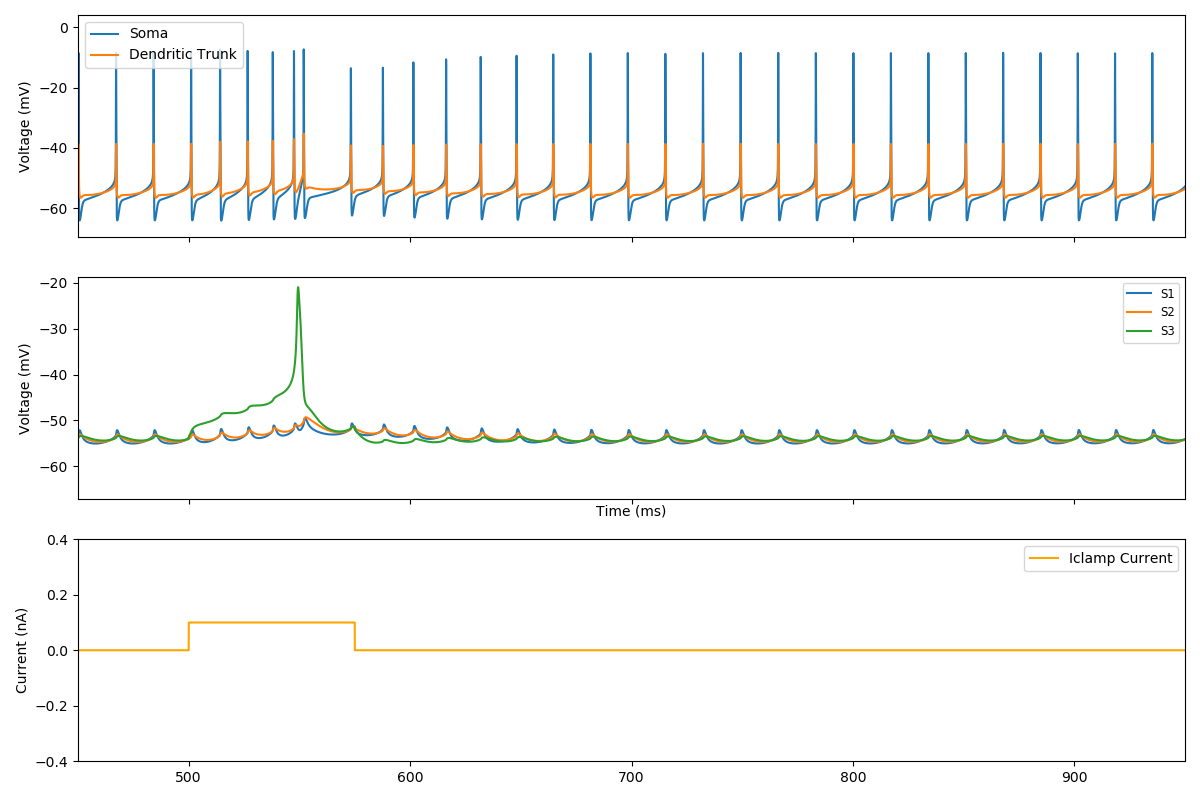 0
−20
−40
−60
Voltage (mV)
Soma
Dendritic Trunk
−20
−30
−40
−50
−60
Voltage (mV)
S1
S2
S3
Time (ms)
0.4
0.2
0.0
−0.2
−0.4
Current (nA)
Iclamp Current
500
600
700
800
900